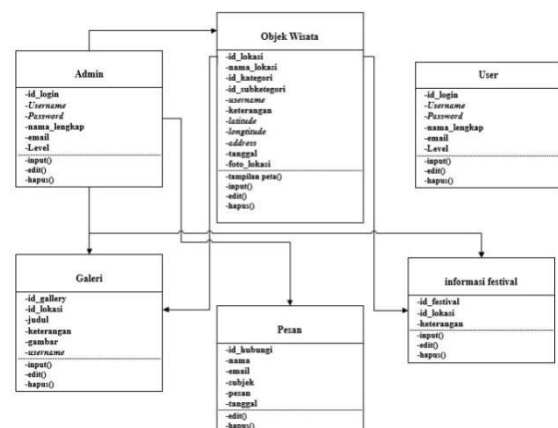 Objek Wisata
-id_lokasi
-nama_lokasi
-id_kategori
-id_subketegori
-username
-keterangan
-latitude
-longtitude
-address
-tanggal
-foto_lokasi
-tampilan peta()
-input()
-edit()
-hapus()
Admin
-id_login
-Username
-Password
-nama_lengkap
-email
-Level
-input()
-edit()
-hapus()
User
-id_login
-Username
-Password
-nama_lengkap
-email
-Level
-input()
-edit()
-hapus()
Galeri
-id_gallery
-id_lokasi
-judul
-keterangan
-gambar
-username
-input()
-edit()
-hapus()
Pesan
-id_hubungi
-nama
-email
-subjek
-pesan
-tanggal
-edit()
-hapus()
informasi festival
-id_festival
-id_lokasi
-keterangan
-input()
-edit()
-hapus()